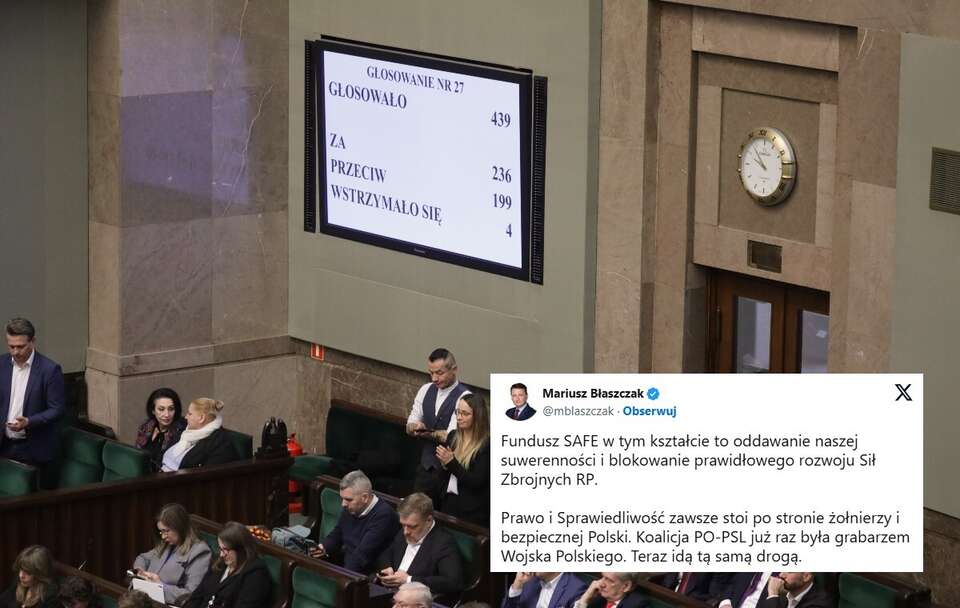 GŁOSOWANIE NR 27
GŁOSOWAŁO
439
ZA
236
PRZECIW
199
WSTRZYMAŁO SIĘ
4
Mariusz Błaszczak
@mblaszczak · Obserwuj
X
Fundusz SAFE w tym kształcie to oddawanie naszej
suwerenności i blokowanie prawidłowego rozwoju Sił
Zbrojnych RP.
Prawo i Sprawiedliwość zawsze stoi po stronie żołnierzy i
bezpiecznej Polski. Koalicja PO-PSL już raz była grabarzem
Wojska Polskiego. Teraz idą tą samą drogą.